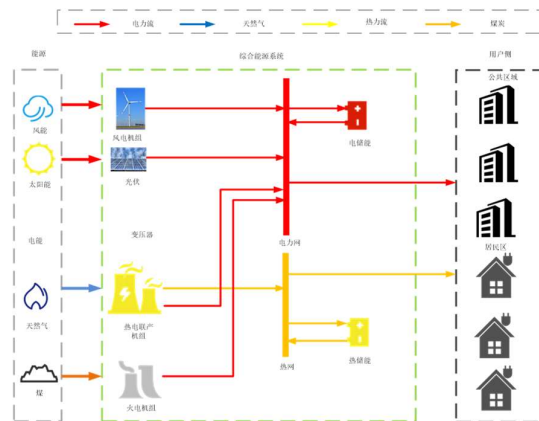 电力流 天然气 热力流 煤炭
能源 综合能源系统 用户侧
公共区域
风能 风电机组 电储能
太阳能 光伏
居民区
电能 变压器 电力网
天然气 热电联产
机组 热储能
热网
煤 火电机组